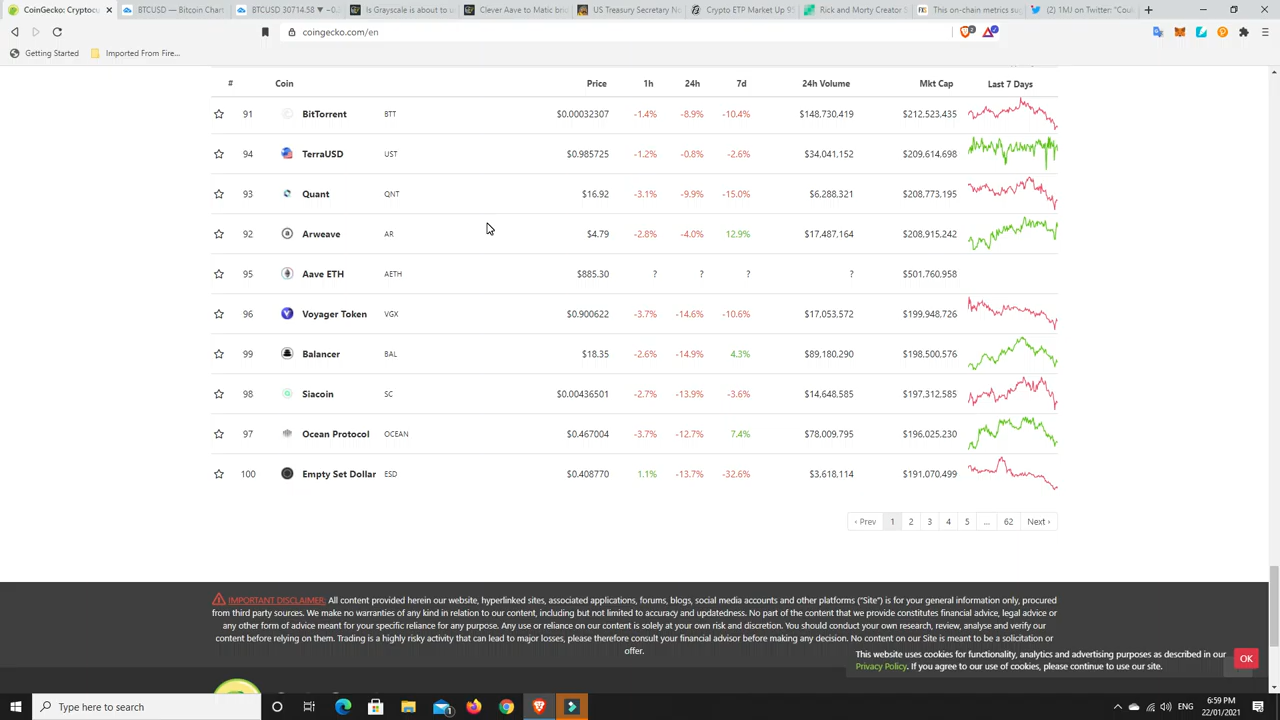 CoinGecko: Cryptocu
BTCUSD — Bitcoin Chart
BTCUSD 30714.58 ▼ −0.
Is Grayscale is about to u
Clever Aave to Matic bri
US Treasury Secretary No
Crypto ETP Market Up 95
Rick and Morty Creator S
This on-chain metrics sug
(2) 1MJ on Twitter: "Cou
coingecko.com/en
Getting Started
Imported From Fire...
# Coin Price 1h 24h 7d 24h Volume Mkt Cap Last 7 Days
91 BitTorrent BTT $0.00032307 -1.4% -8.9% -10.4% $148,730,419 $212,523,435
94 TerraUSD UST $0.985725 -1.2% -0.8% -2.6% $34,041,152 $209,614,698
93 Quant QNT $16.92 -3.1% -9.9% -15.0% $6,288,321 $208,773,195
92 Arweave AR $4.79 -2.8% -4.0% 12.9% $17,487,164 $208,915,242
95 Aave ETH AETH $885.30 ? ? ? ? $501,760,958
96 Voyager Token VGX $0.900622 -3.7% -14.6% -10.6% $17,053,572 $199,948,726
99 Balancer BAL $18.35 -2.6% -14.9% 4.3% $89,180,290 $198,500,576
98 Siacoin SC $0.00436501 -2.7% -13.9% -3.6% $14,648,585 $197,312,585
97 Ocean Protocol OCEAN $0.467004 -3.7% -12.7% 7.4% $78,009,795 $196,025,230
100 Empty Set Dollar ESD $0.408770 1.1% -13.7% -32.6% $3,618,114 $191,070,499
‹ Prev 1 2 3 4 5 ... 62 Next ›
IMPORTANT DISCLAIMER: All content provided herein our website, hyperlinked sites, associated applications, forums, blogs, social media accounts and other platforms ("Site") is for your general information only, procured
from third party sources. We make no warranties of any kind in relation to our content, including but not limited to accuracy and updatedness. No part of the content that we provide constitutes financial advice, legal advice or
any other form of advice meant for your specific reliance for any purpose. Any use or reliance on our content is solely at your own risk and discretion. You should conduct your own research, review, analyse and verify our
content before relying on them. Trading is a highly risky activity that can lead to major losses, please therefore consult your financial advisor before making any decision. No content on our Site is meant to be a solicitation or
offer.
This website uses cookies for functionality, analytics and advertising purposes as described in our
Privacy Policy. If you agree to our use of cookies, please continue to use our site.
OK
Type here to search
ENG
6:59 PM
22/01/2021